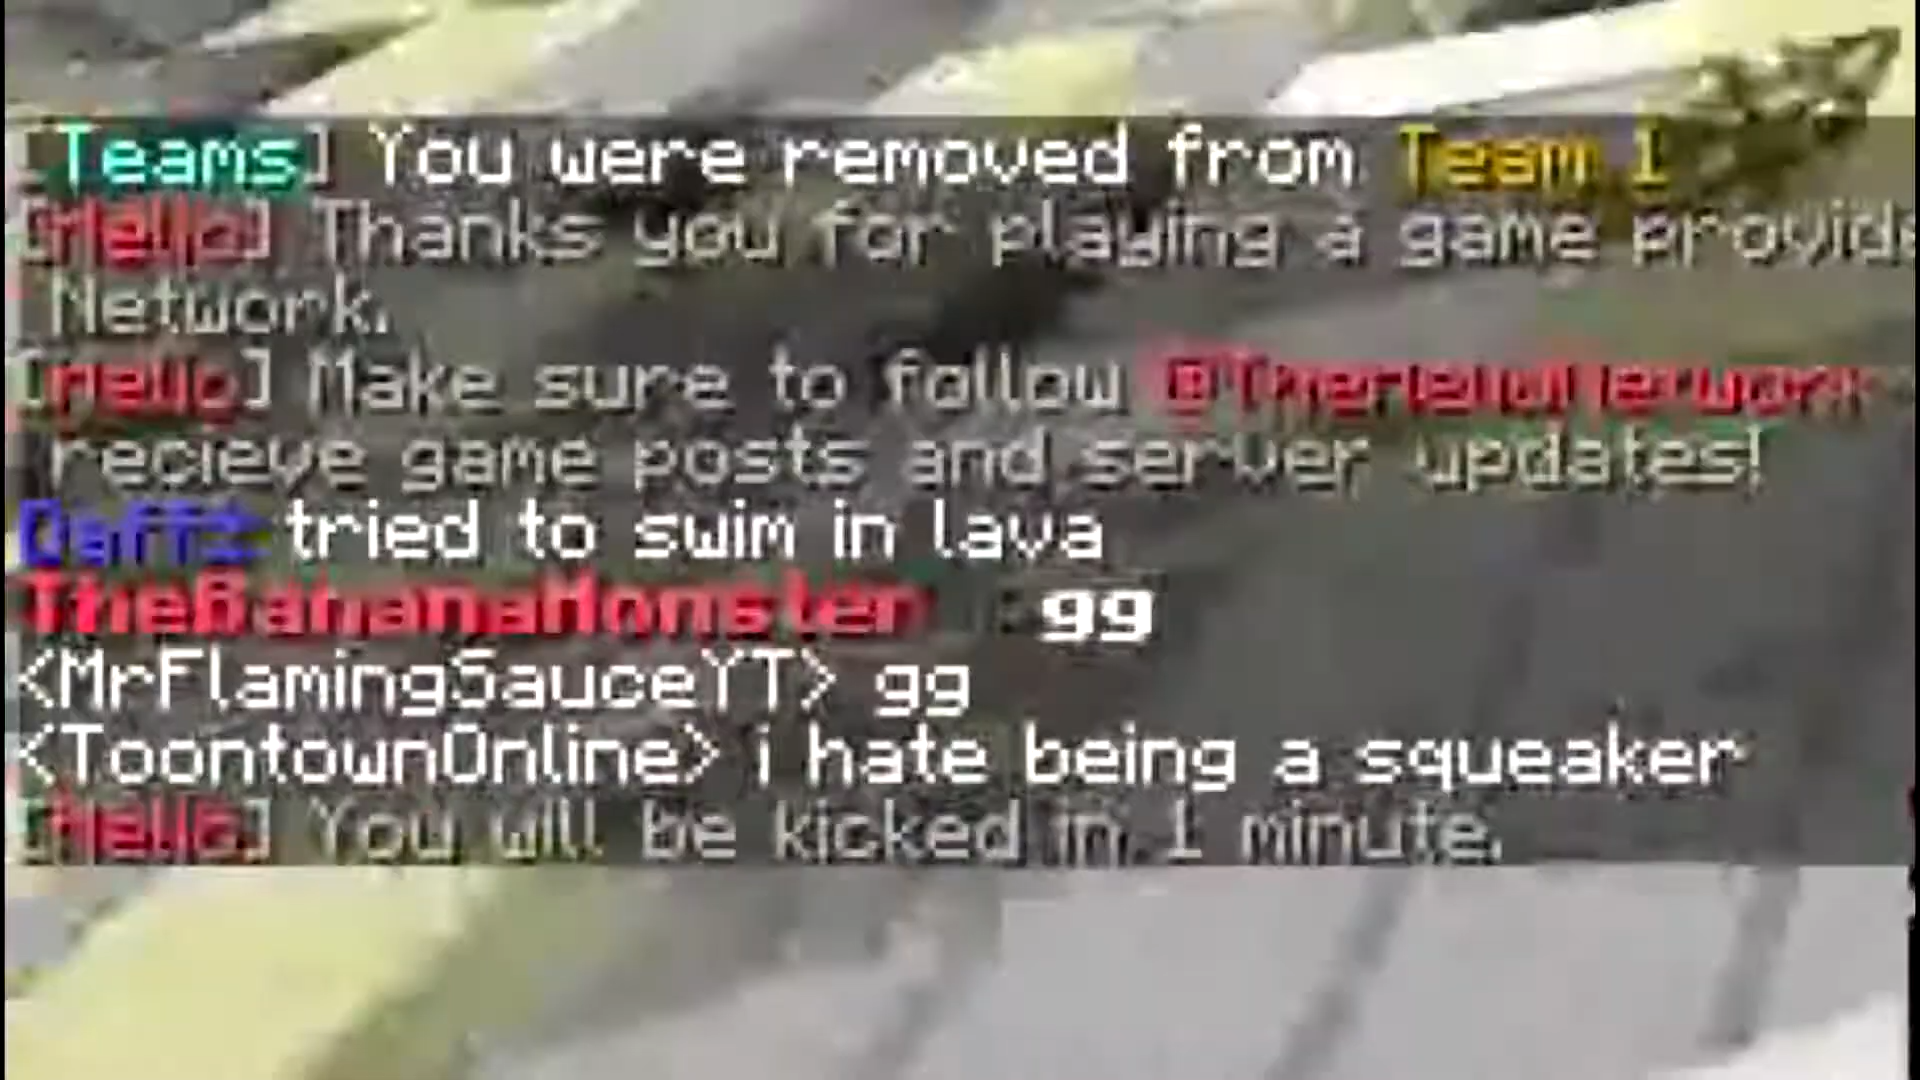 [Teams] You were removed from Team 1
[Hello] Thanks you for playing a game provide
Network.
[Hello] Make sure to follow
recieve game posts and server updates!
tried to swim in lava
TheBananaMonster : gg
<MrFlamingSauceYT> gg
<ToontownOnline> i hate being a squeaker
[Hello] You will be kicked in 1 minute.